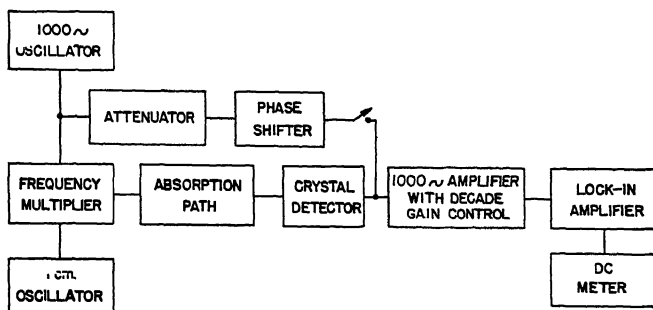 1000~
OSCILLATOR
ATTENUATOR
PHASE
SHIFTER
FREQUENCY
MULTIPLIER
ABSORPTION
PATH
CRYSTAL
DETECTOR
1000~ AMPLIFIER
WITH DECADE
GAIN CONTROL
LOCK-IN
AMPLIFIER
cm.
OSCILLATOR
DC
METER